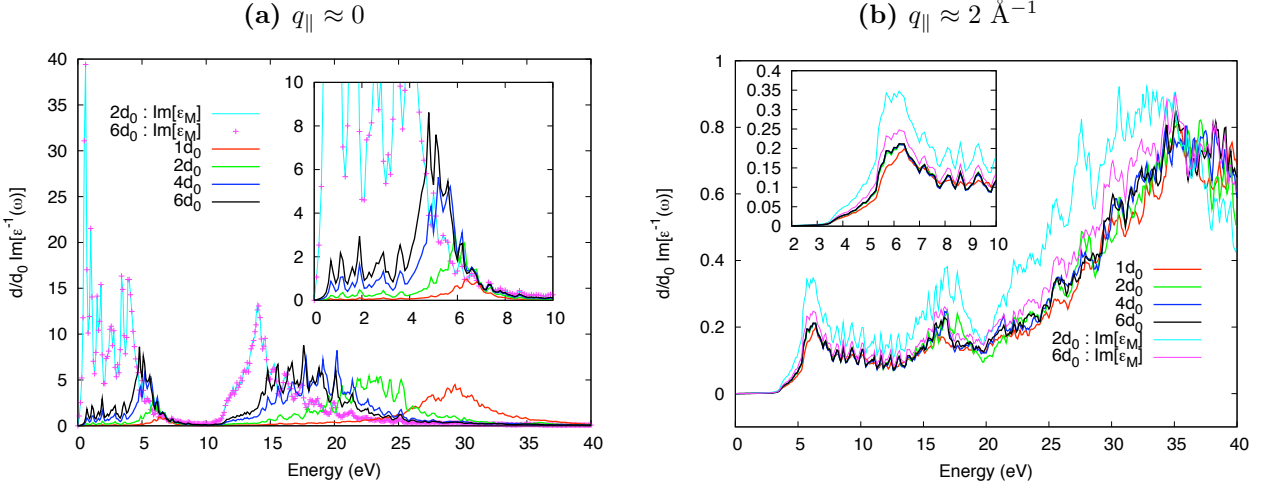 (a) q∥ ≈ 0
d/d₀ Im[ε⁻¹(ω)]
40
35
30
25
20
15
10
5
0
2d₀ : Im[ε_M]
6d₀ : Im[ε_M]
1d₀
2d₀
4d₀
6d₀
10
8
6
4
2
0
0 2 4 6 8 10
0 5 10 15 20 25 30 35 40
Energy (eV)
(b) q∥ ≈ 2 Å⁻¹
d/d₀ Im[ε⁻¹(ω)]
1
0.8
0.6
0.4
0.2
0
0.4
0.35
0.3
0.25
0.2
0.15
0.1
0.05
0
2 3 4 5 6 7 8 9 10
1d₀
2d₀
4d₀
6d₀
2d₀ : Im[ε_M]
6d₀ : Im[ε_M]
0 5 10 15 20 25 30 35 40
Energy (eV)